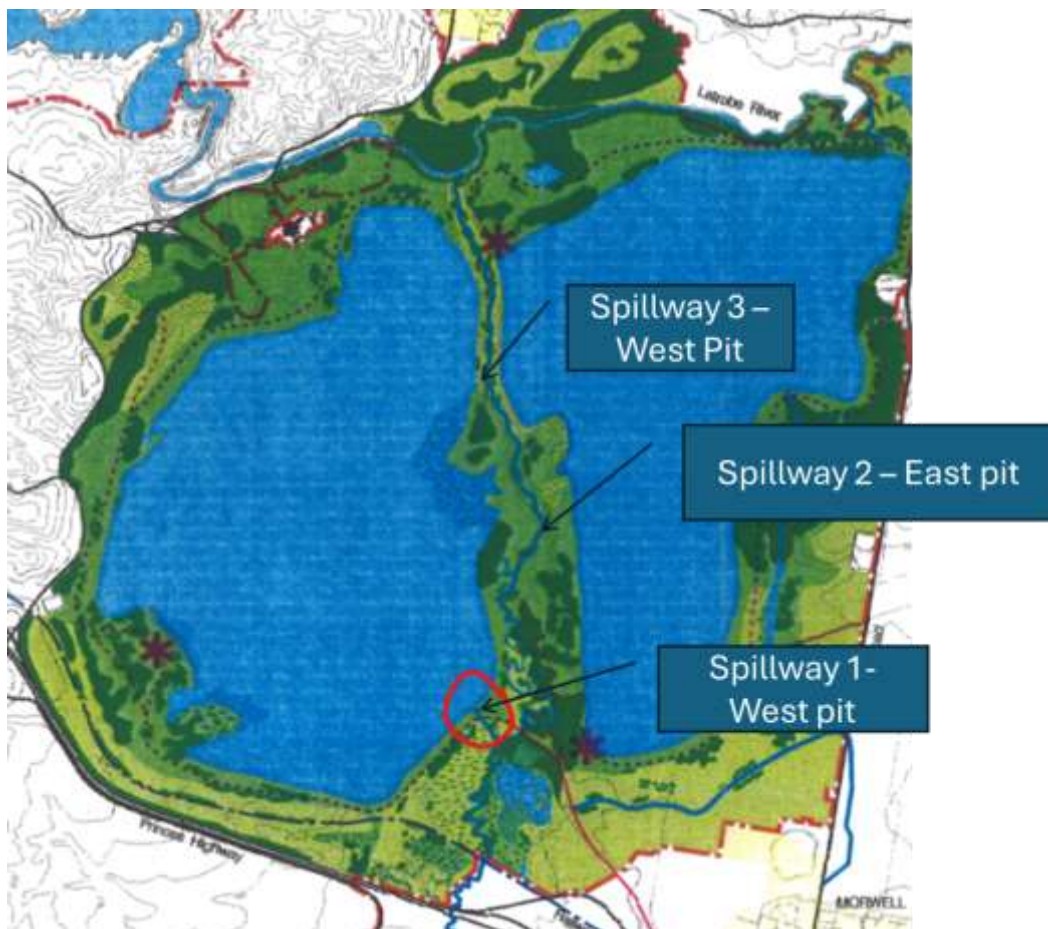 Latrobe River
Spillway 3 –
West Pit
Spillway 2 – East pit
Spillway 1-
West pit
Princes Highway
MORWELL